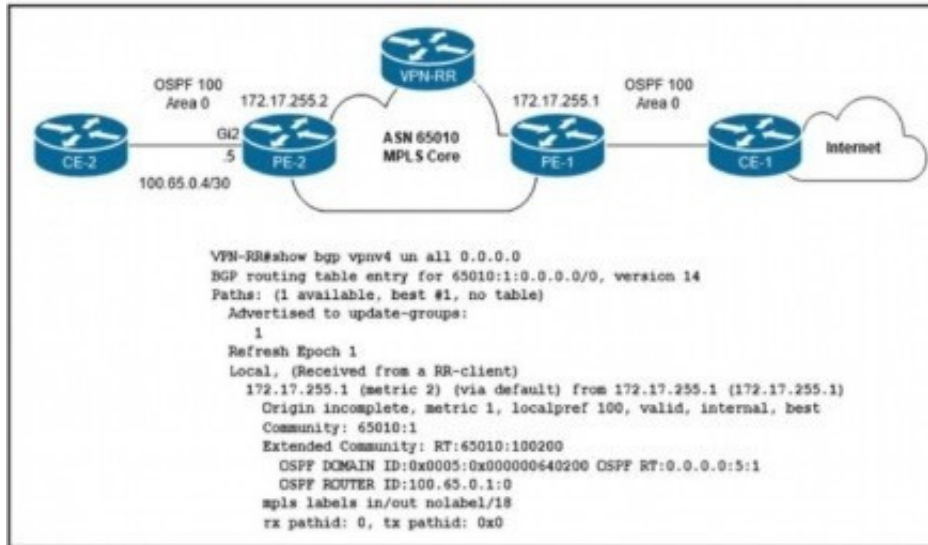 VPN-RR
OSPF 100
Area 0
172.17.255.2
172.17.255.1
OSPF 100
Area 0
CE-2
Gi2
.5
PE-2
ASN 65010
MPLS Core
PE-1
CE-1
Internet
100.65.0.4/30
VPN-RR#show bgp vpnv4 un all 0.0.0.0
BGP routing table entry for 65010:1:0.0.0.0/0, version 14
Paths: (1 available, best #1, no table)
Advertised to update-groups:
1
Refresh Epoch 1
Local, (Received from a RR-client)
172.17.255.1 (metric 2) (via default) from 172.17.255.1 (172.17.255.1)
Origin incomplete, metric 1, localpref 100, valid, internal, best
Community: 65010:1
Extended Community: RT:65010:100200
OSPF DOMAIN ID:0x0005:0x000000640200 OSPF RT:0.0.0.0:5:1
OSPF ROUTER ID:100.65.0.1:0
mpls labels in/out nolabel/18
rx pathid: 0, tx pathid: 0x0